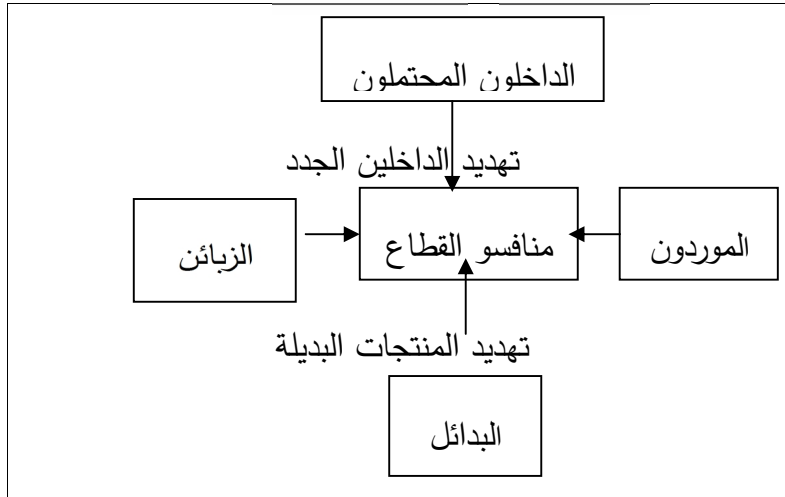 الداخلون المحتملون
تهديد الداخلين الجدد
الموردون
منافسو القطاع
الزبائن
تهديد المنتجات البديلة
البدائل